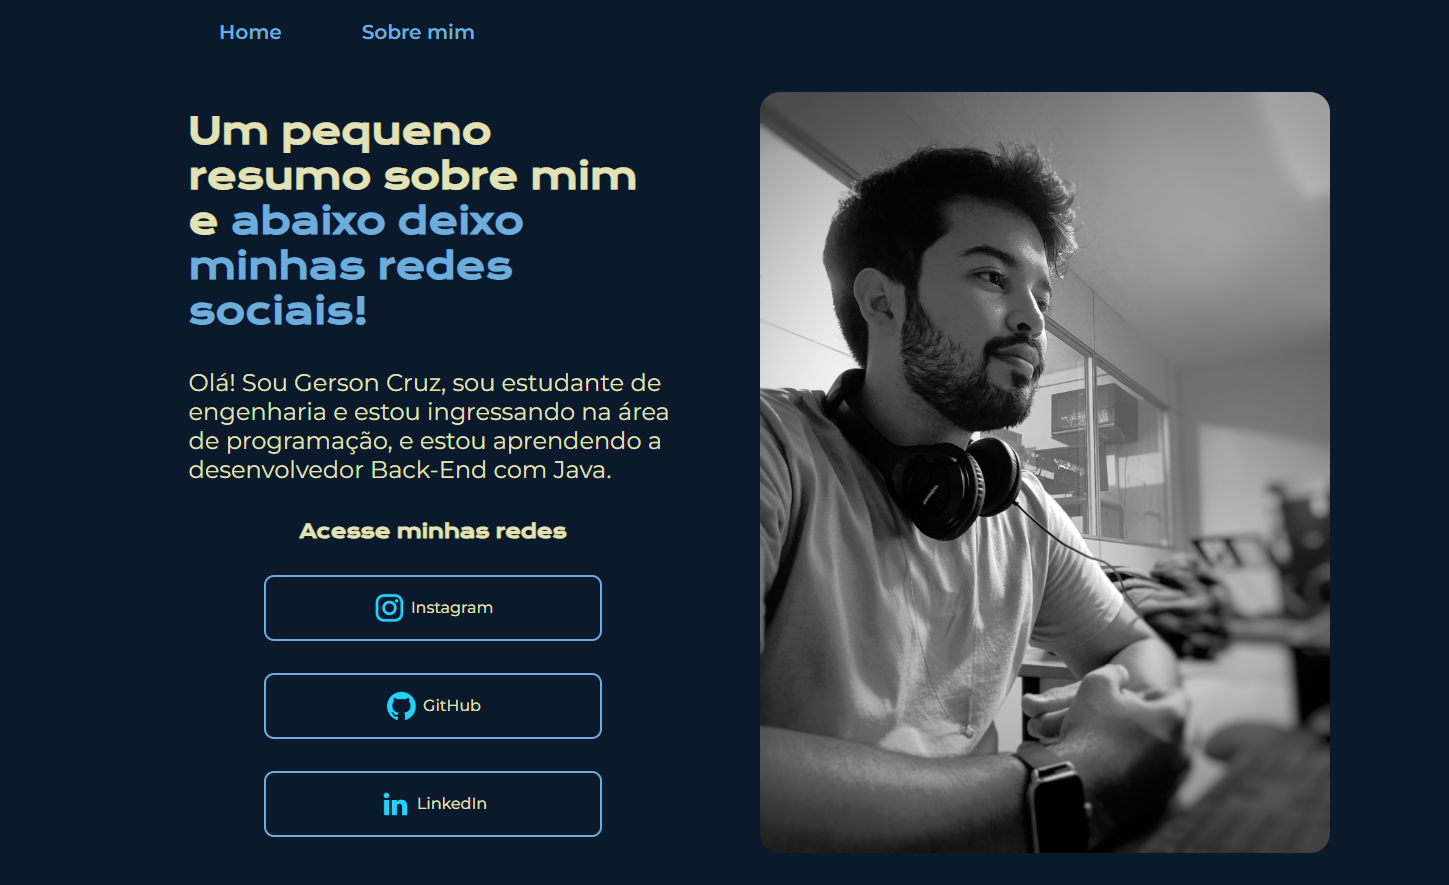 Home Sobre mim
Um pequeno
resumo sobre mim
e abaixo deixo
minhas redes
sociais!
Olá! Sou Gerson Cruz, sou estudante de
engenharia e estou ingressando na área
de programação, e estou aprendendo a
desenvolvedor Back-End com Java.
Acesse minhas redes
Instagram
GitHub
LinkedIn